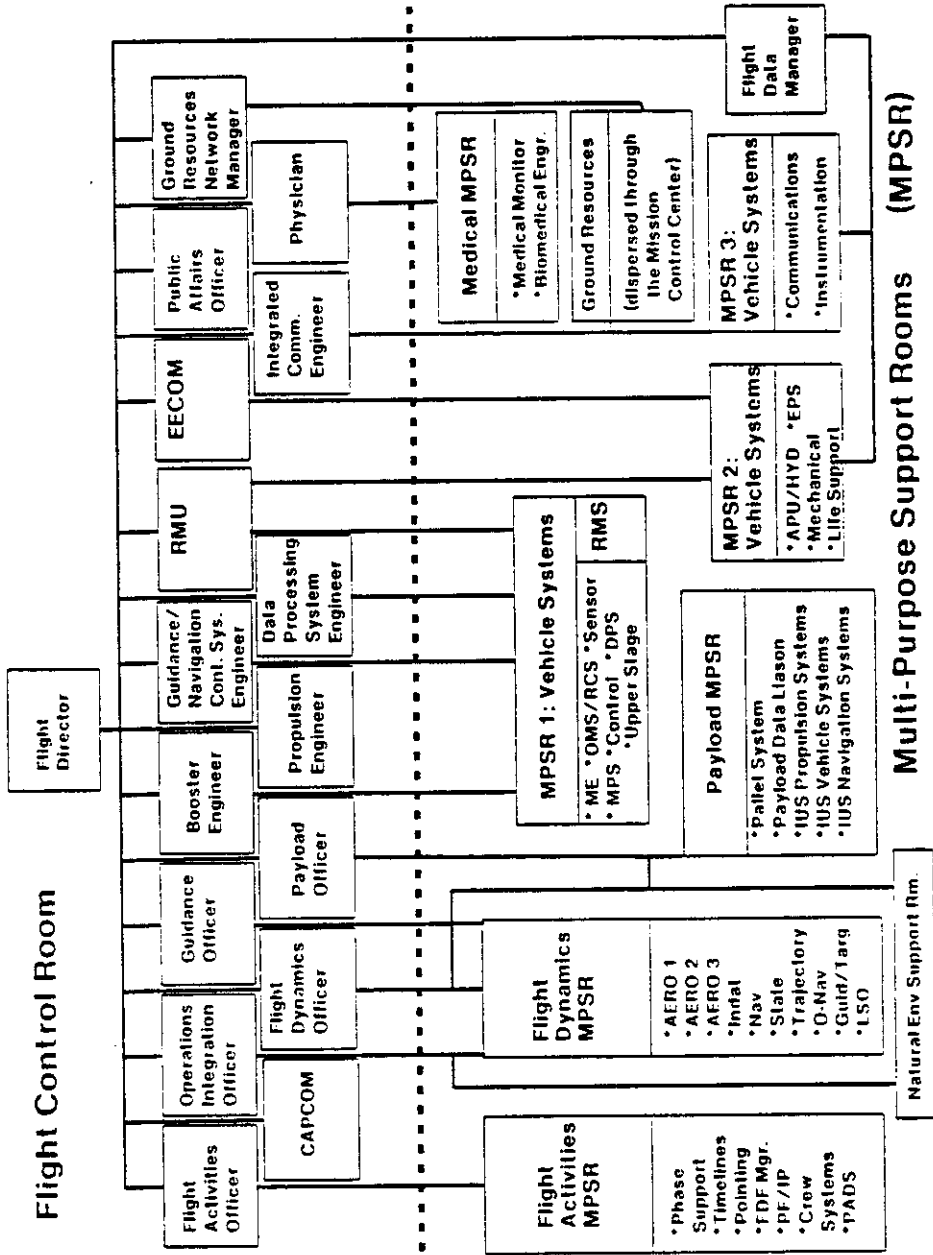 Flight Control Room
Flight
Director
Flight
Activities
Officer
Operations
Integration
Officer
Guidance
Officer
Booster
Engineer
Guidance/
Navigation
Cont. Sys.
Engineer
RMU
EECOM
Public
Affairs
Officer
Ground
Resources
Network
Manager
CAPCOM
Flight
Dynamics
Officer
Payload
Officer
Propulsion
Engineer
Data
Processing
System
Engineer
Integrated
Comm.
Engineer
Physician
Flight
Activities
MPSR
*Phase
Support
*Timelines
*Pointing
*FDF Mgr.
*PF/IP
*Crew
Systems
*PADS
Flight
Dynamics
MPSR
*AERO 1
*AERO 2
*AERO 3
*Nav
*State
*Trajectory
*O-Nav
*Guid/Targ
*LSO
MPSR 1: Vehicle Systems
*ME *OMS/RCS *Sensor
*MPS *Control *DPS
*Upper Stage
RMS
Payload MPSR
*Pallet System
*Payload Data Liason
*IUS Propulsion Systems
*IUS Vehicle Systems
*IUS Navigation Systems
MPSR 2:
Vehicle Systems
*APU/HYD *EPS
*Mechanical
*Life Support
Medical MPSR
*Medical Monitor
*Biomedical Engr.
Ground Resources
(dispersed through
the Mission
Control Center)
MPSR 3:
Vehicle Systems
*Communications
*Instrumentation
Flight
Data
Manager
Natural Env Support Rm.
Multi-Purpose Support Rooms (MPSR)